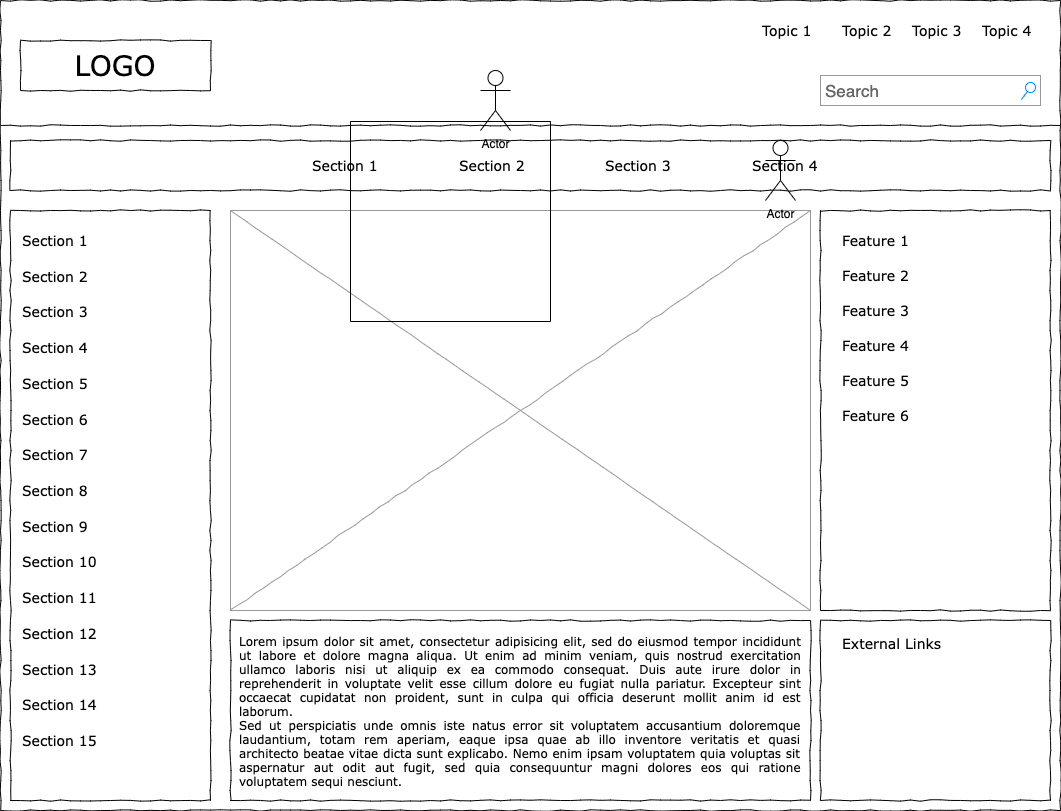 Topic 1
Topic 2
Topic 3
Topic 4
LOGO
Search
Actor
Section 1
Section 2
Section 3
Section 4
Actor
Section 1
Section 2
Section 3
Section 4
Section 5
Section 6
Section 7
Section 8
Section 9
Section 10
Section 11
Section 12
Section 13
Section 14
Section 15
Feature 1
Feature 2
Feature 3
Feature 4
Feature 5
Feature 6
Lorem ipsum dolor sit amet, consectetur adipisicing elit, sed do eiusmod tempor incididunt
ut labore et dolore magna aliqua. Ut enim ad minim veniam, quis nostrud exercitation
ullamco laboris nisi ut aliquip ex ea commodo consequat. Duis aute irure dolor in
reprehenderit in voluptate velit esse cillum dolore eu fugiat nulla pariatur. Excepteur sint
occaecat cupidatat non proident, sunt in culpa qui officia deserunt mollit anim id est
laborum.
Sed ut perspiciatis unde omnis iste natus error sit voluptatem accusantium doloremque
laudantium, totam rem aperiam, eaque ipsa quae ab illo inventore veritatis et quasi
architecto beatae vitae dicta sunt explicabo. Nemo enim ipsam voluptatem quia voluptas sit
aspernatur aut odit aut fugit, sed quia consequuntur magni dolores eos qui ratione
voluptatem sequi nesciunt.
External Links